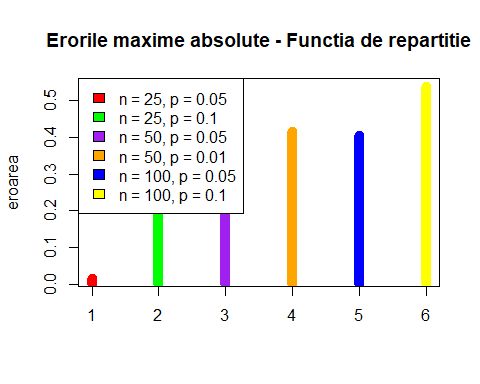 Erorile maxime absolute - Functia de repartitie
n = 25, p = 0.05
n = 25, p = 0.1
n = 50, p = 0.05
n = 50, p = 0.01
n = 100, p = 0.05
n = 100, p = 0.1
eroarea
0.5
0.4
0.3
0.2
0.1
0.0
1 2 3 4 5 6